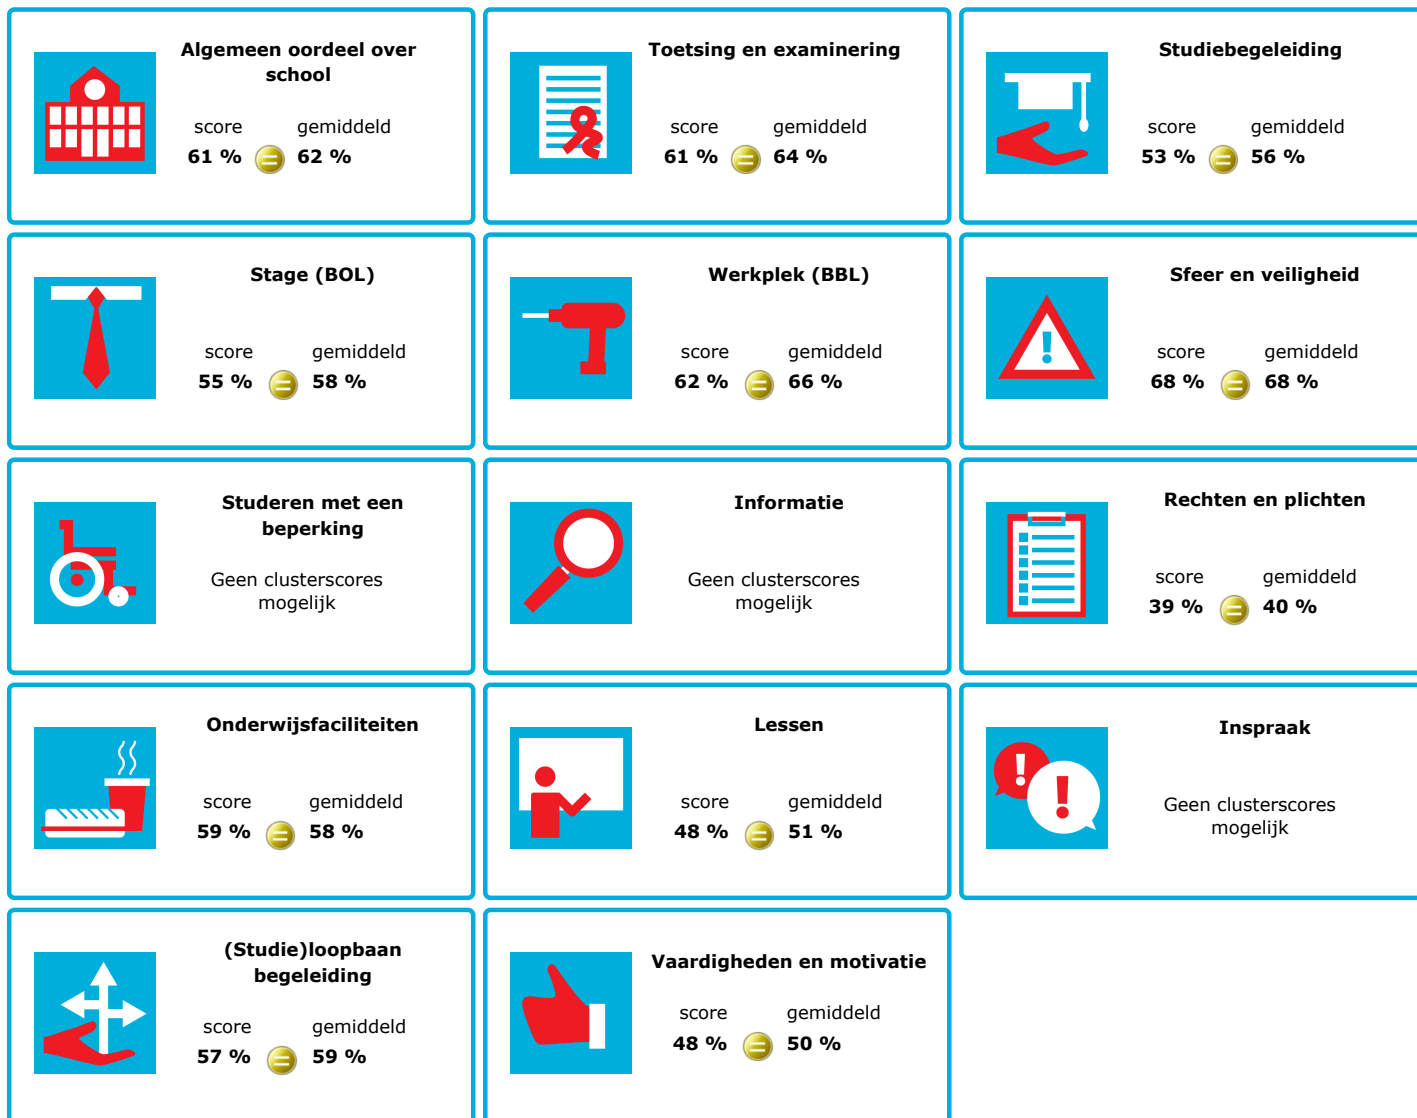 Algemeen oordeel over
school
score gemiddeld
61 % = 62 %
Toetsing en examinering
score gemiddeld
61 % = 64 %
Studiebegeleiding
score gemiddeld
53 % = 56 %
Stage (BOL)
score gemiddeld
55 % = 58 %
Werkplek (BBL)
score gemiddeld
62 % = 66 %
Sfeer en veiligheid
score gemiddeld
68 % = 68 %
Studeren met een
beperking
Geen clusterscores
mogelijk
Informatie
Geen clusterscores
mogelijk
Rechten en plichten
score gemiddeld
39 % = 40 %
Onderwijsfaciliteiten
score gemiddeld
59 % = 58 %
Lessen
score gemiddeld
48 % = 51 %
Inspraak
Geen clusterscores
mogelijk
(Studie)loopbaan
begeleiding
score gemiddeld
57 % = 59 %
Vaardigheden en motivatie
score gemiddeld
48 % = 50 %